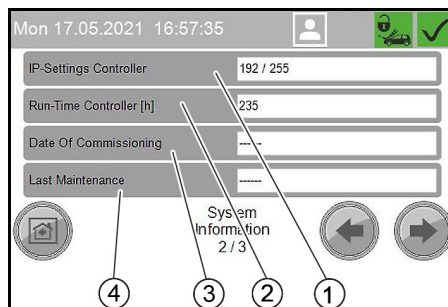 Mon 17.05.2021 16:57:35
IP-Settings Controller 192 / 255
Run-Time Controller [h] 235
Date Of Commissioning ------
Last Maintenance ------
System
Information
2 / 3
4 3 2 1